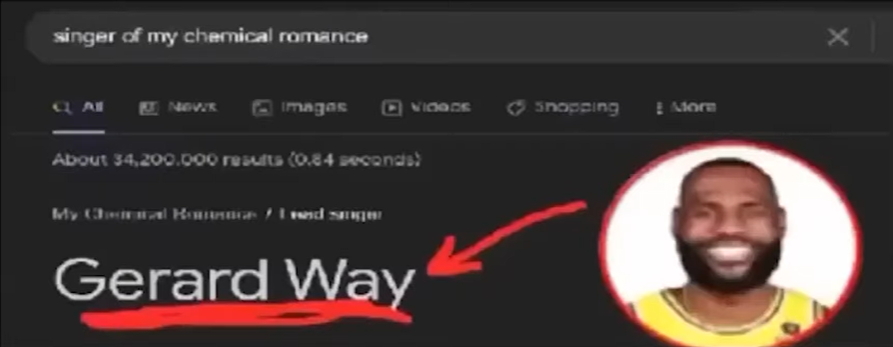 singer of my chemical romance
All News Images Videos Shopping More
About 34,200,000 results (0.84 seconds)
My Chemical Romance / Lead singer
Gerard Way